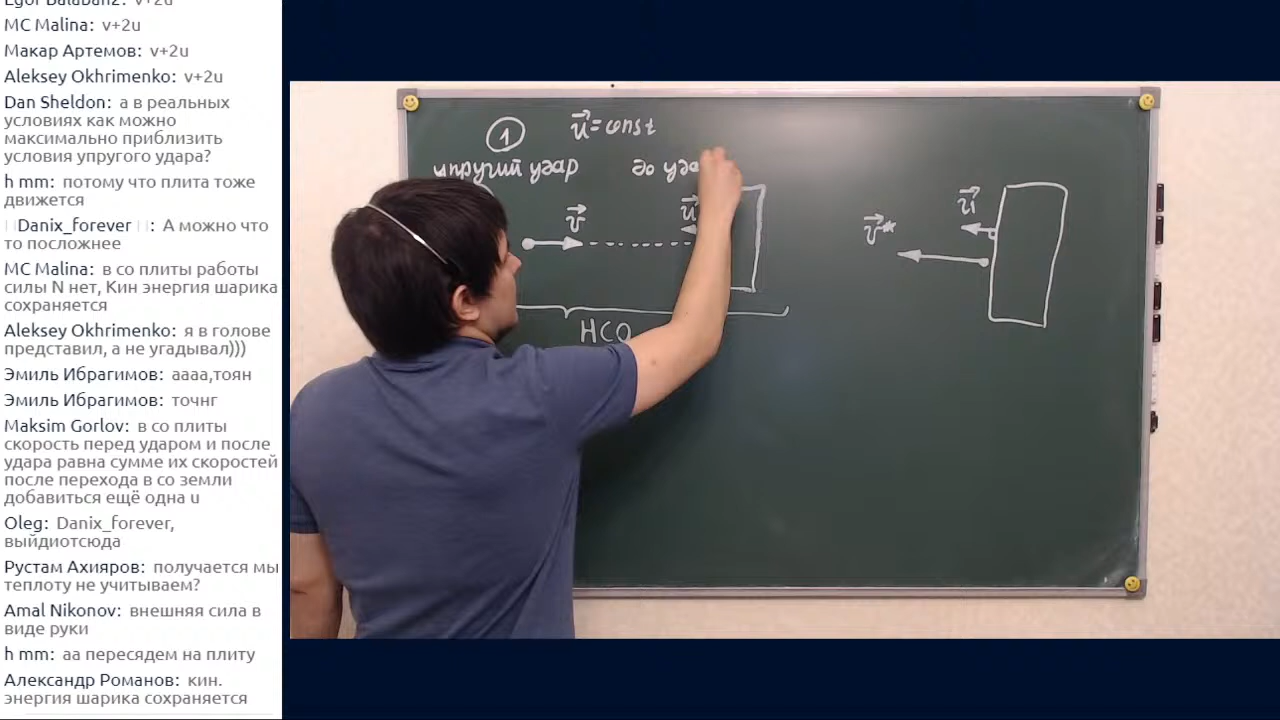 Egor BalaBanz: v+2u
MC Malina: v+2u
Макар Артемов: v+2u
Aleksey Okhrimenko: v+2u
Dan Sheldon: а в реальных
условиях как можно
максимально приблизить
условия упругого удара?
h mm: потому что плита тоже
движется
Danix_forever : А можно что
то посложнее
MC Malina: в со плиты работы
силы N нет, Кин энергия шарика
сохраняется
Aleksey Okhrimenko: я в голове
представил, а не угадывал)))
Эмиль Ибрагимов: аааа,тоян
Эмиль Ибрагимов: точнг
Maksim Gorlov: в со плиты
скорость перед ударом и после
удара равна сумме их скоростей
после перехода в со земли
добавиться ещё одна u
Oleg: Danix_forever,
выйдиотсюда
Рустам Ахияров: получается мы
теплоту не учитываем?
Amal Nikonov: внешняя сила в
виде руки
h mm: аа пересядем на плиту
Александр Романов: кин.
энергия шарика сохраняется
1 u⃗ = const
упругий удар до уда
v⃗ u⃗
НСО
v⃗* u⃗